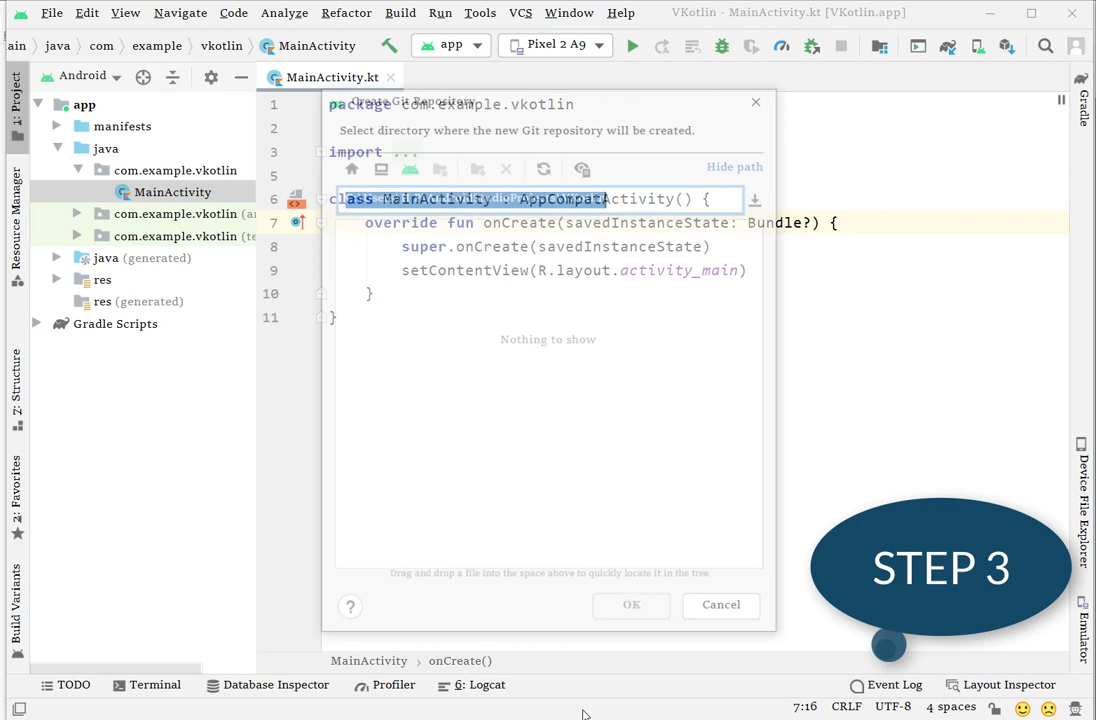 File Edit View Navigate Code Analyze Refactor Build Run Tools VCS Window Help VKotlin - MainActivity.kt [VKotlin.app]
ain java com example vkotlin MainActivity app Pixel 2 A9
Android
MainActivity.kt
1: Project
Resource Manager
Z: Structure
2: Favorites
Build Variants
app
manifests
java
com.example.vkotlin
MainActivity
com.example.vkotlin (a
com.example.vkotlin (te
java (generated)
res
res (generated)
Gradle Scripts
Create Git Repository
1 package com.example.vkotlin
Select directory where the new Git repository will be created.
2
3 import ...
Hide path
5
6 class MainActivity : AppCompatActivity() {
7 override fun onCreate(savedInstanceState: Bundle?) {
8 super.onCreate(savedInstanceState)
9 setContentView(R.layout.activity_main)
10 }
11 }
Nothing to show
Drag and drop a file into the space above to quickly locate it in the tree
? OK Cancel
STEP 3
Gradle
Device File Explorer
Emulator
MainActivity › onCreate()
TODO Terminal Database Inspector Profiler 6: Logcat Event Log Layout Inspector
7:16 CRLF UTF-8 4 spaces